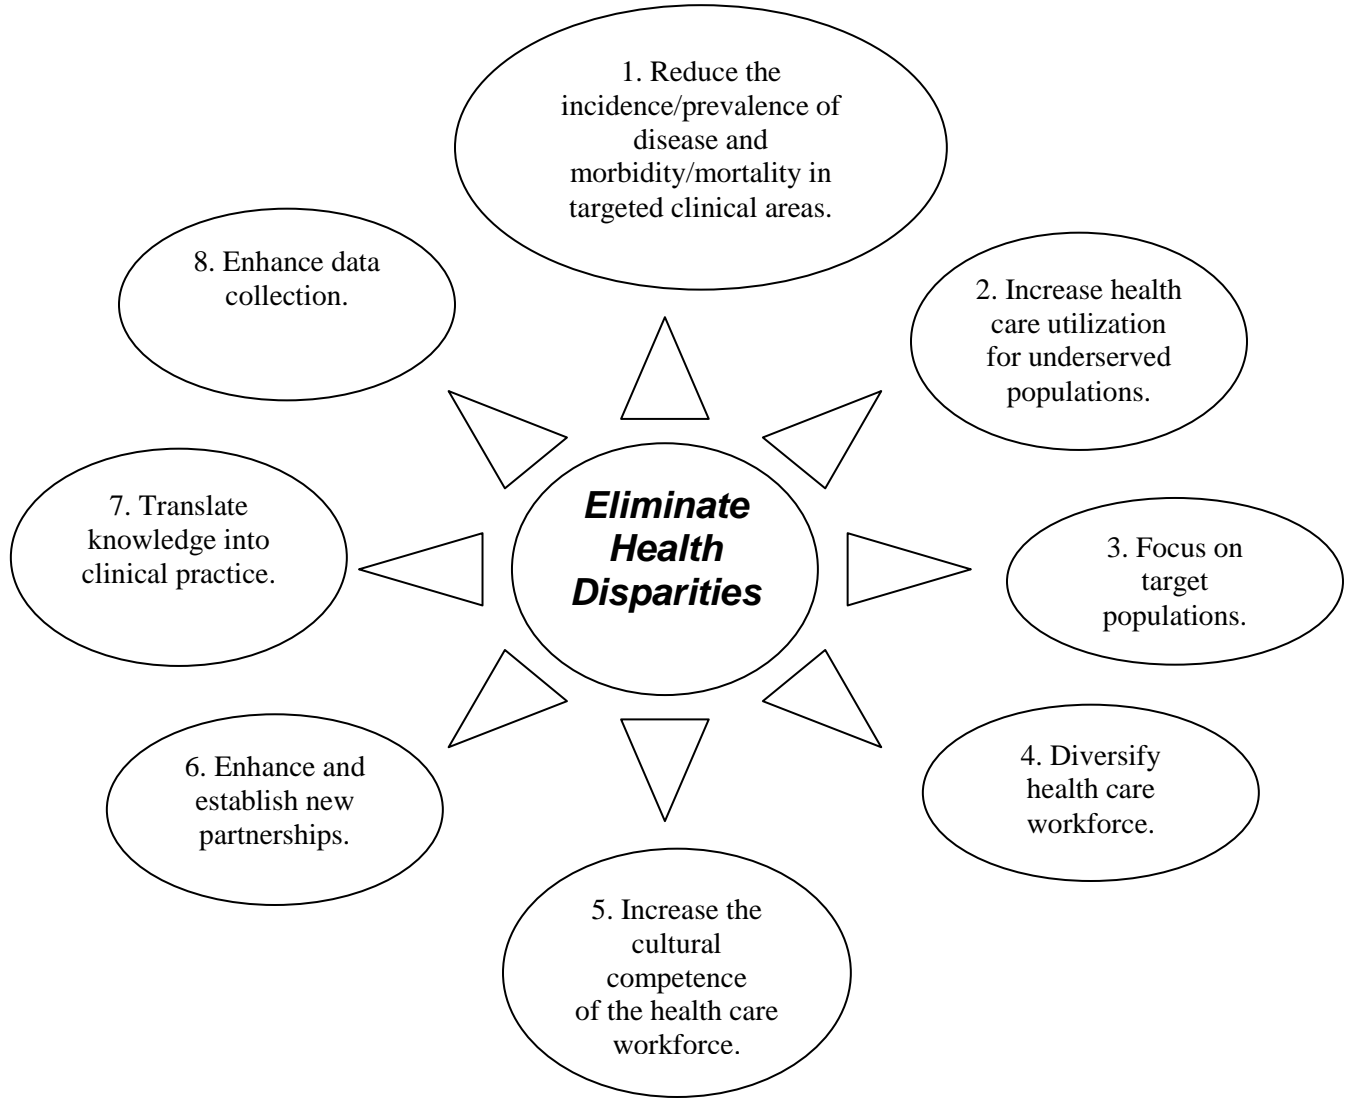 1. Reduce the
incidence/prevalence of
disease and
morbidity/mortality in
targeted clinical areas.
8. Enhance data
collection.
2. Increase health
care utilization
for underserved
populations.
Eliminate
Health
Disparities
7. Translate
knowledge into
clinical practice.
3. Focus on
target
populations.
6. Enhance and
establish new
partnerships.
4. Diversify
health care
workforce.
5. Increase the
cultural
competence
of the health care
workforce.